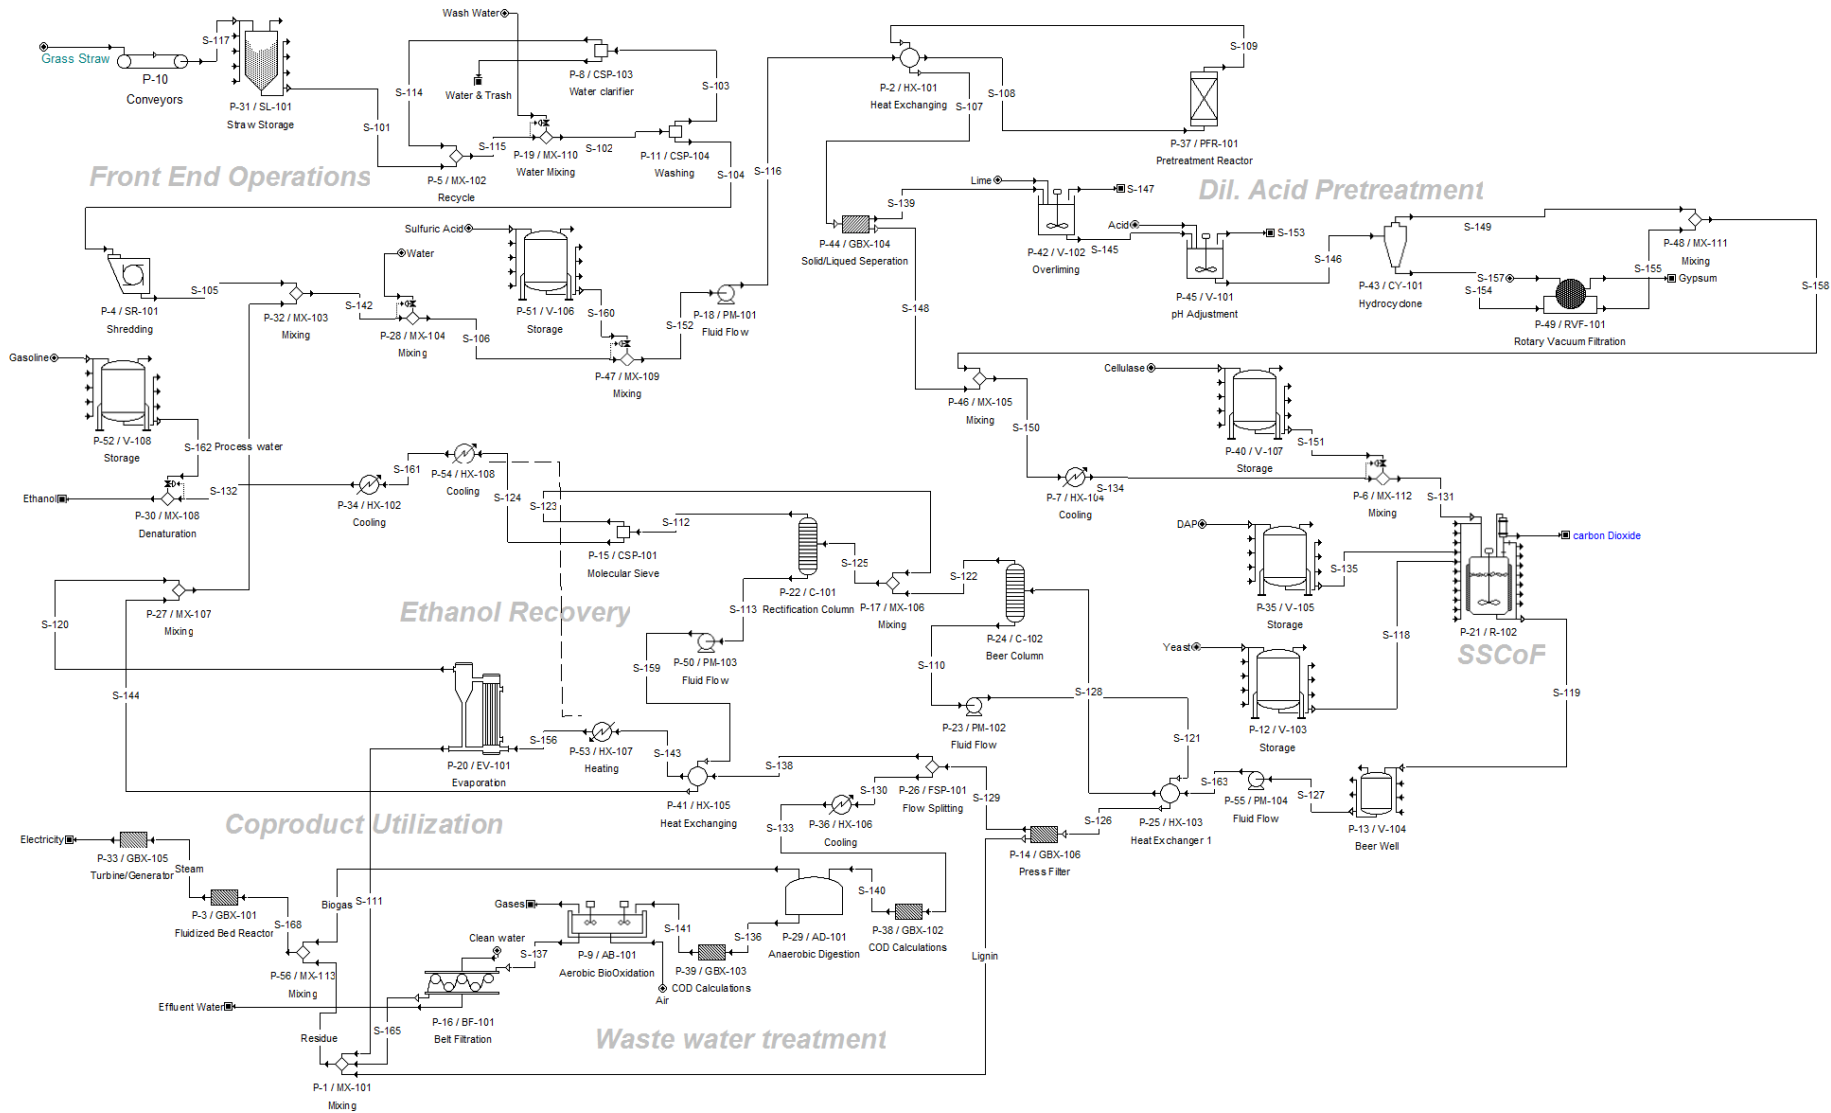 Grass Straw
S-117
P-10
Conveyors
P-31 / SL-101
Straw Storage
S-101
Wash Water
S-114
Water & Trash
P-8 / CSP-103
Water clarifier
S-103
S-115
P-19 / MX-110
Water Mixing
S-102
P-11 / CSP-104
Washing
S-104
P-5 / MX-102
Recycle
Front End Operations
S-116
P-2 / HX-101
Heat Exchanging
S-107
S-108
S-109
P-37 / PFR-101
Pretreatment Reactor
Dil. Acid Pretreatment
Lime
S-147
S-139
P-44 / GBX-104
Solid/Liqued Seperation
P-42 / V-102
Overliming
Acid
S-145
S-153
P-45 / V-101
pH Adjustment
S-146
S-149
P-43 / CY-101
Hydrocyclone
S-157
S-154
S-155
P-48 / MX-111
Mixing
Gypsum
P-49 / RVF-101
Rotary Vacuum Filtration
S-158
S-148
P-4 / SR-101
Shredding
S-105
P-32 / MX-103
Mixing
S-142
Water
P-28 / MX-104
Mixing
S-106
Sulfuric Acid
P-51 / V-106
Storage
S-160
P-47 / MX-109
Mixing
S-152
P-18 / PM-101
Fluid Flow
Gasoline
P-52 / V-108
Storage
S-162
Process water
Ethanol
P-30 / MX-108
Denaturation
S-132
P-34 / HX-102
Cooling
S-161
P-54 / HX-108
Cooling
S-124
S-123
P-15 / CSP-101
Molecular Sieve
S-112
P-22 / C-101
Rectification Column
S-125
P-17 / MX-106
Mixing
S-122
P-24 / C-102
Beer Column
P-46 / MX-105
Mixing
S-150
P-7 / HX-104
Cooling
S-134
Cellulase
P-40 / V-107
Storage
S-151
P-6 / MX-112
Mixing
S-131
carbon Dioxide
DAP
P-35 / V-105
Storage
S-135
P-21 / R-102
SSCoF
S-118
Yeast
P-12 / V-103
Storage
S-119
P-27 / MX-107
Mixing
S-120
S-144
Ethanol Recovery
S-113
P-50 / PM-103
Fluid Flow
S-159
S-110
P-23 / PM-102
Fluid Flow
S-128
S-121
P-20 / EV-101
Evaporation
S-156
P-53 / HX-107
Heating
S-143
P-41 / HX-105
Heat Exchanging
S-138
P-26 / FSP-101
Flow Splitting
S-130
S-129
P-36 / HX-106
Cooling
S-133
P-14 / GBX-106
Press Filter
S-126
P-25 / HX-103
Heat Exchanger 1
S-163
P-55 / PM-104
Fluid Flow
S-127
P-13 / V-104
Beer Well
Coproduct Utilization
Electricity
P-33 / GBX-105
Turbine/Generator
Steam
P-3 / GBX-101
Fluidized Bed Reactor
S-168
Biogas
S-111
P-56 / MX-113
Mixing
Residue
P-1 / MX-101
Mixing
S-165
Effluent Water
P-16 / BF-101
Belt Filtration
Clean water
S-137
Gases
P-9 / AB-101
Aerobic BioOxidation
Air
S-141
P-39 / GBX-103
COD Calculations
S-136
P-29 / AD-101
Anaerobic Digestion
S-140
P-38 / GBX-102
COD Calculations
Lignin
Waste water treatment